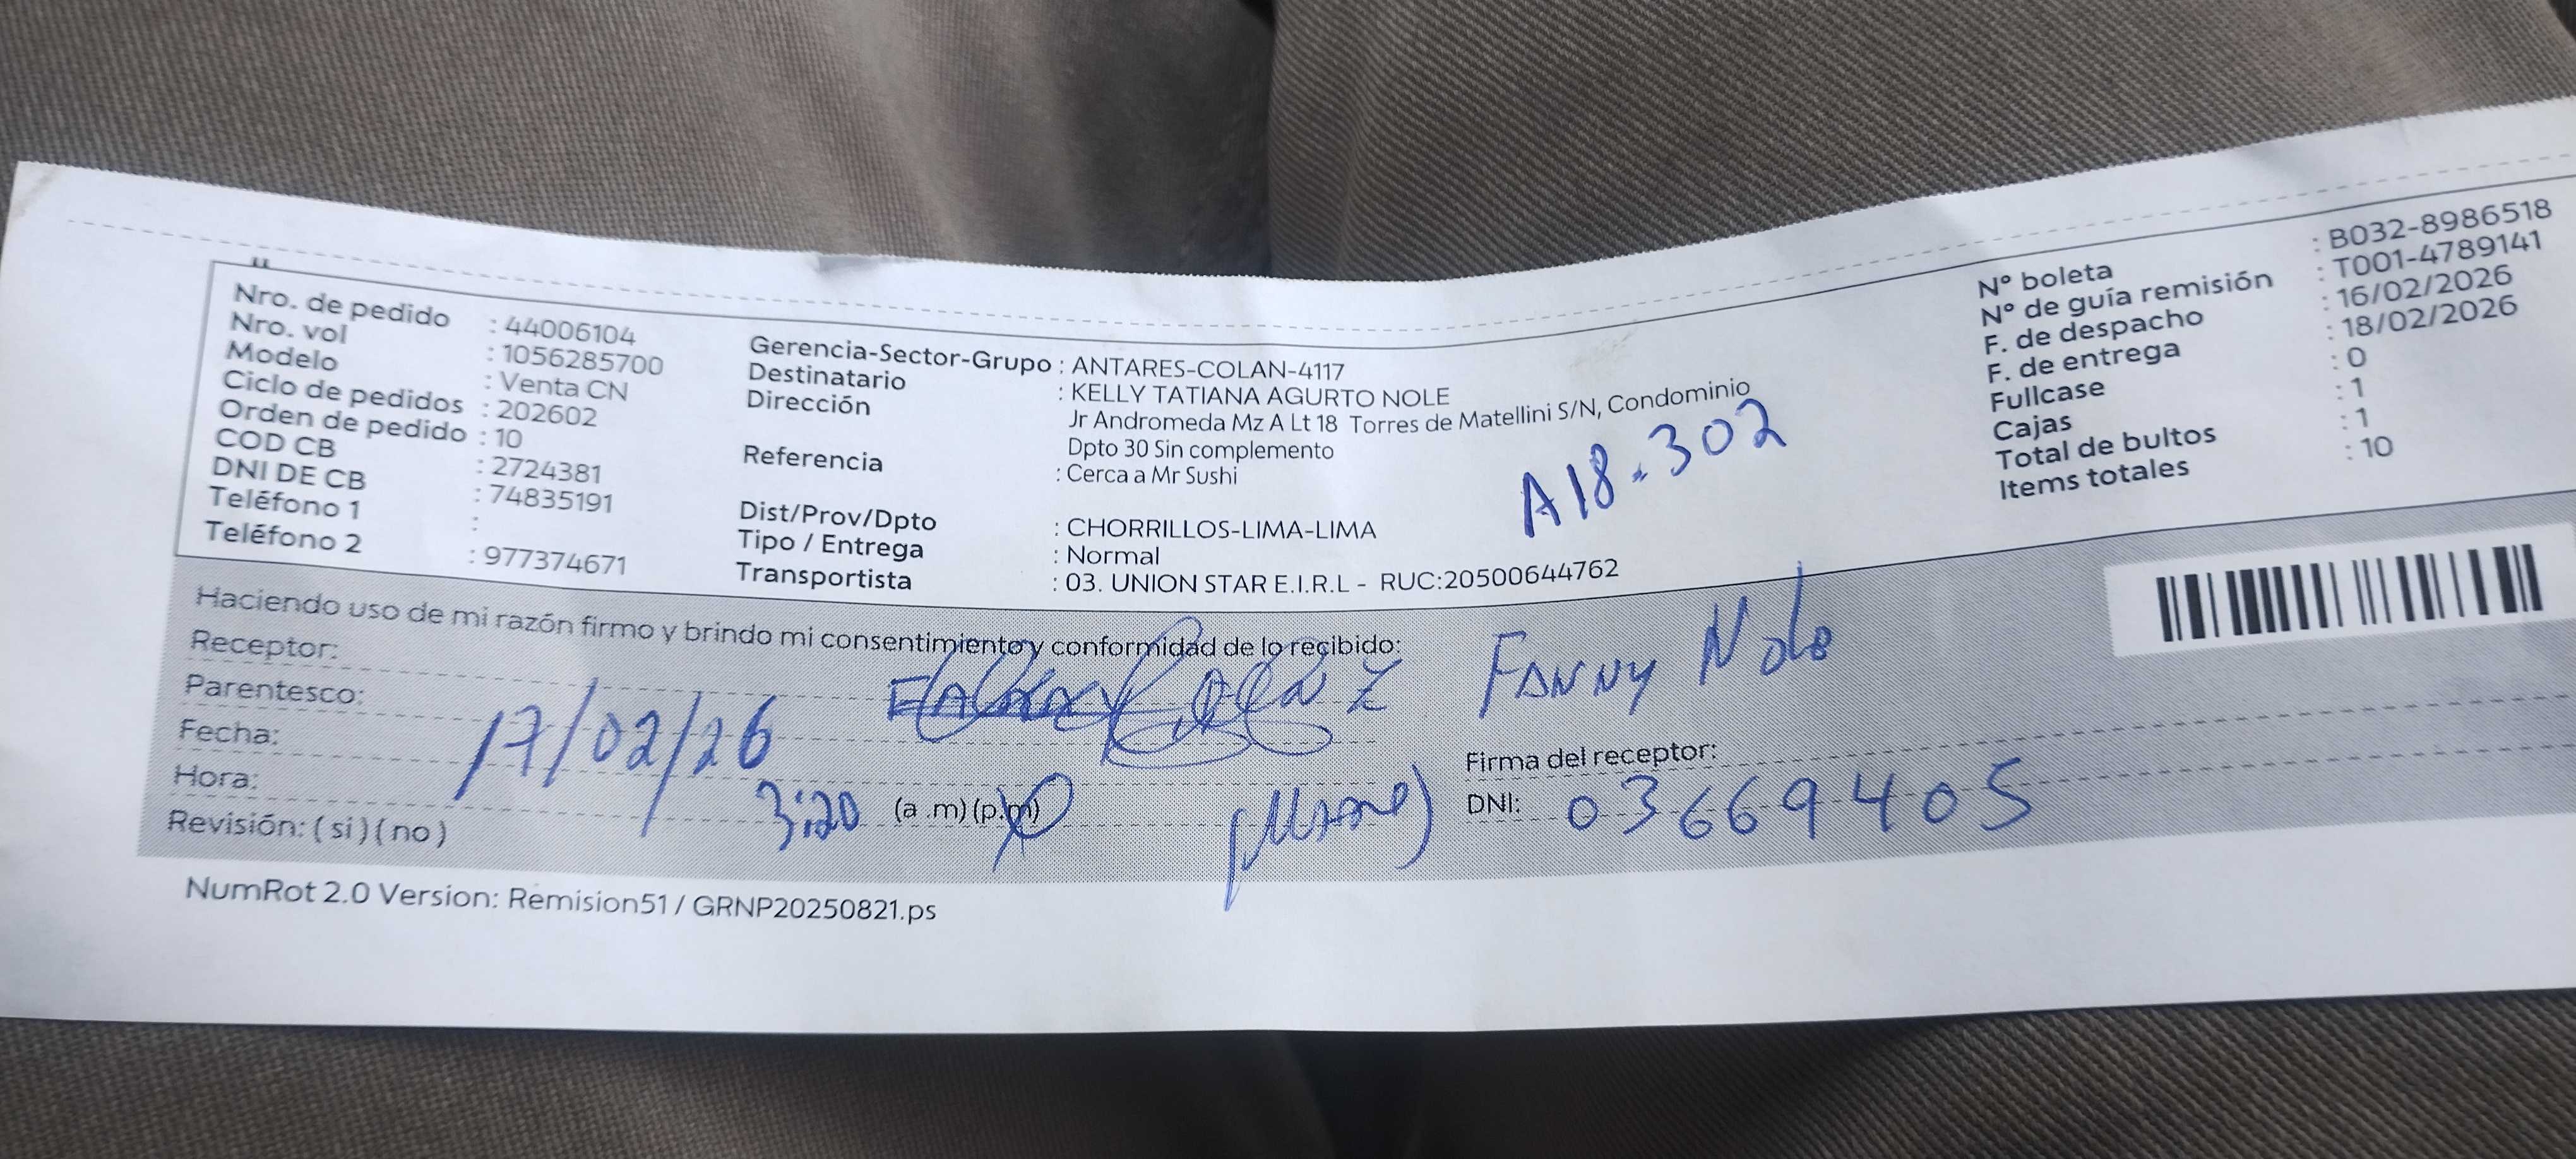 Nro. de pedido : 44006104
Nro. vol : 1056285700
Modelo : Venta CN
Ciclo de pedidos : 202602
Orden de pedido : 10
COD CB : 2724381
DNI DE CB : 74835191
Teléfono 1 :
Teléfono 2 : 977374671
Gerencia-Sector-Grupo : ANTARES-COLAN-4117
Destinatario : KELLY TATIANA AGURTO NOLE
Dirección Jr Andromeda Mz A Lt 18 Torres de Matellini S/N, Condominio
Dpto 30 Sin complemento
Referencia : Cerca a Mr Sushi
A18-302
Dist/Prov/Dpto : CHORRILLOS-LIMA-LIMA
Tipo / Entrega : Normal
Transportista : 03. UNION STAR E.I.R.L - RUC:20500644762
N° boleta : B032-8986518
N° de guía remisión : T001-4789141
F. de despacho : 16/02/2026
F. de entrega : 18/02/2026
Fullcase : 0
Cajas : 1
Total de bultos : 1
Items totales : 10
Haciendo uso de mi razón firmo y brindo mi consentimiento y conformidad de lo recibido:
Receptor: Fanny Nole
Parentesco:
Fecha: 17/02/26
Hora: 3:20 (a .m) (p.m)
Revisión: ( si ) ( no )
Firma del receptor:
DNI: 03669405
NumRot 2.0 Version: Remision51 / GRNP20250821.ps